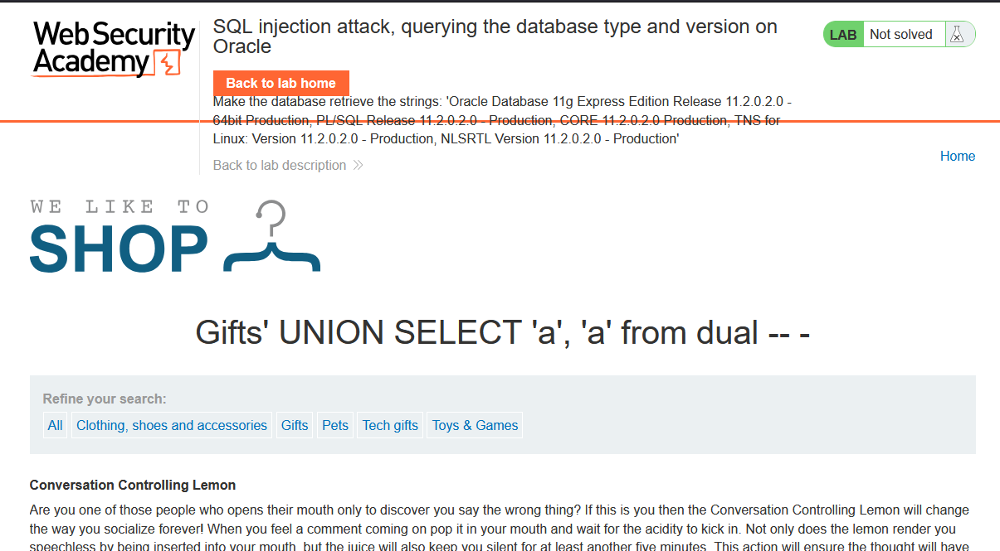 Web Security
Academy
SQL injection attack, querying the database type and version on
Oracle
LAB Not solved
Back to lab home
Make the database retrieve the strings: 'Oracle Database 11g Express Edition Release 11.2.0.2.0 -
64bit Production, PL/SQL Release 11.2.0.2.0 - Production, CORE 11.2.0.2.0 Production, TNS for
Linux: Version 11.2.0.2.0 - Production, NLSRTL Version 11.2.0.2.0 - Production'
Back to lab description
Home
WE LIKE TO
SHOP
Gifts' UNION SELECT 'a', 'a' from dual -- -
Refine your search:
All Clothing, shoes and accessories Gifts Pets Tech gifts Toys & Games
Conversation Controlling Lemon
Are you one of those people who opens their mouth only to discover you say the wrong thing? If this is you then the Conversation Controlling Lemon will change
the way you socialize forever! When you feel a comment coming on pop it in your mouth and wait for the acidity to kick in. Not only does the lemon render you
speechless by being inserted into your mouth, but the juice will also keep you silent for at least another five minutes. This action will ensure the thought will have